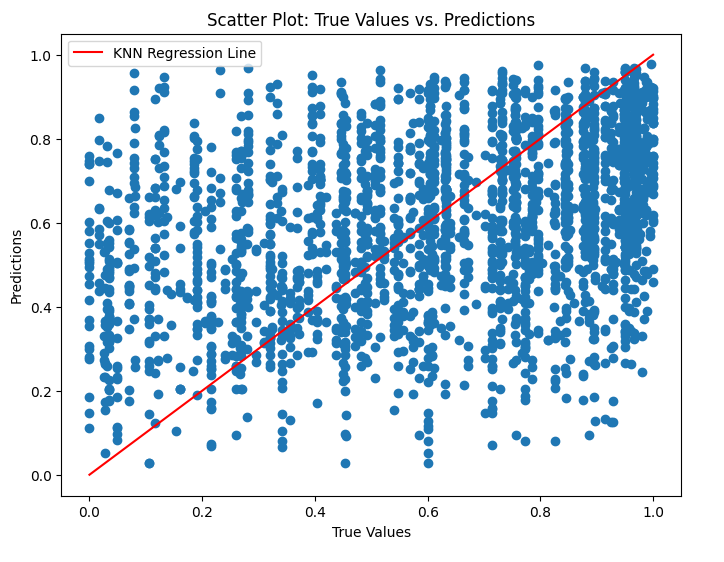 Scatter Plot: True Values vs. Predictions
KNN Regression Line
1.0
0.8
0.6
0.4
0.2
0.0
Predictions
0.0 0.2 0.4 0.6 0.8 1.0
True Values